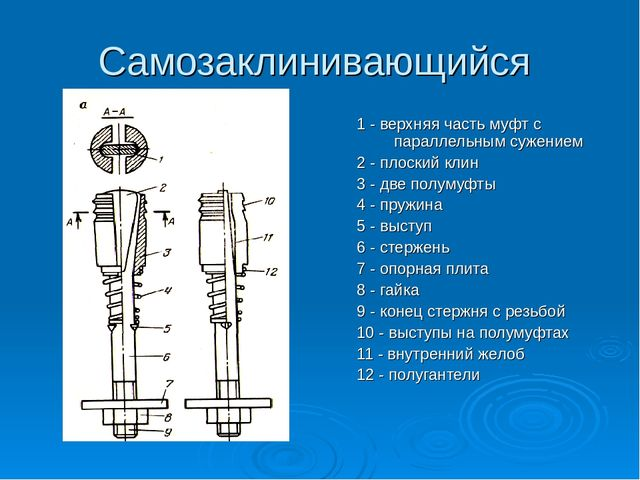 Самозаклинивающийся
а
А–А
1
2
10
А
А
11
3
12
4
5
6
7
8
9
1 - верхняя часть муфт с
параллельным сужением
2 - плоский клин
3 - две полумуфты
4 - пружина
5 - выступ
6 - стержень
7 - опорная плита
8 - гайка
9 - конец стержня с резьбой
10 - выступы на полумуфтах
11 - внутренний желоб
12 - полугантели